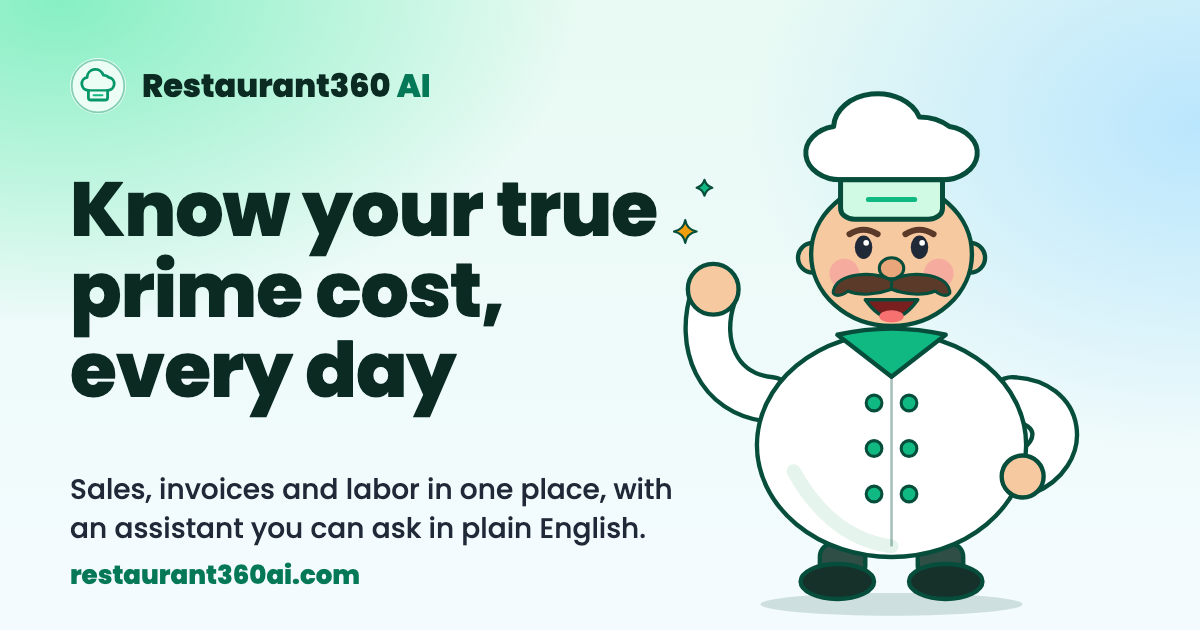 Restaurant360 AI
Know your true
prime cost,
every day
Sales, invoices and labor in one place, with
an assistant you can ask in plain English.
restaurant360ai.com